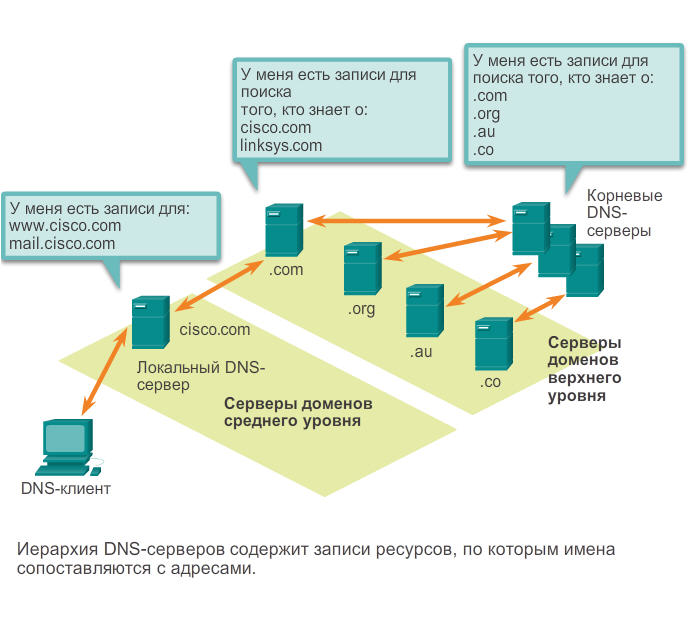 У меня есть записи для
поиска
того, кто знает о:
cisco.com
linksys.com
У меня есть записи для
поиска того, кто знает о:
.com
.org
.au
.co
У меня есть записи для:
www.cisco.com
mail.cisco.com
Корневые
DNS-
серверы
.com
.org
.au
.co
cisco.com
Локальный DNS-
сервер
Серверы
доменов
верхнего
уровня
Серверы доменов
среднего уровня
DNS-клиент
Иерархия DNS-серверов содержит записи ресурсов, по которым имена
сопоставляются с адресами.